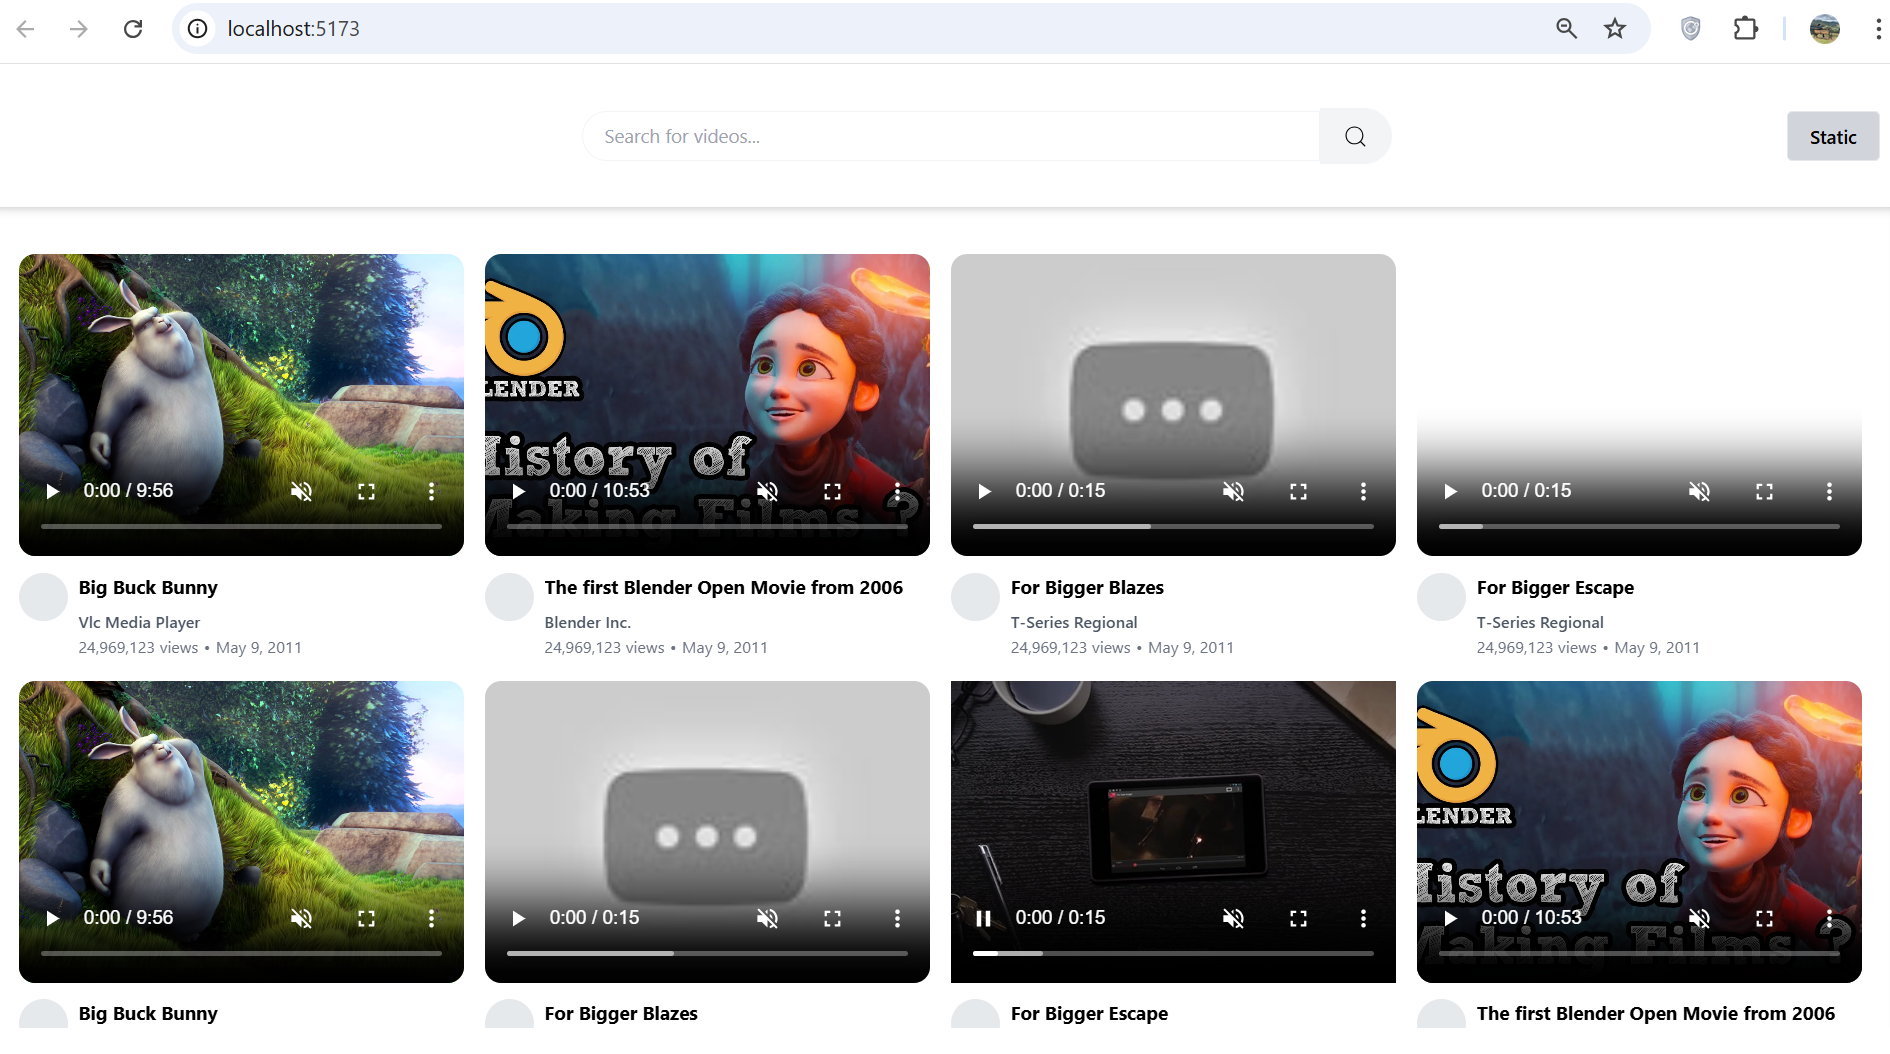 localhost:5173
Search for videos...
Static
LENDER
History of
Making Films ?
0:00 / 9:56
0:00 / 10:53
0:00 / 0:15
0:00 / 0:15
Big Buck Bunny
Vlc Media Player
24,969,123 views • May 9, 2011
The first Blender Open Movie from 2006
Blender Inc.
24,969,123 views • May 9, 2011
For Bigger Blazes
T-Series Regional
24,969,123 views • May 9, 2011
For Bigger Escape
T-Series Regional
24,969,123 views • May 9, 2011
LENDER
History of
Making Films ?
0:00 / 9:56
0:00 / 0:15
0:00 / 0:15
0:00 / 10:53
Big Buck Bunny
For Bigger Blazes
For Bigger Escape
The first Blender Open Movie from 2006